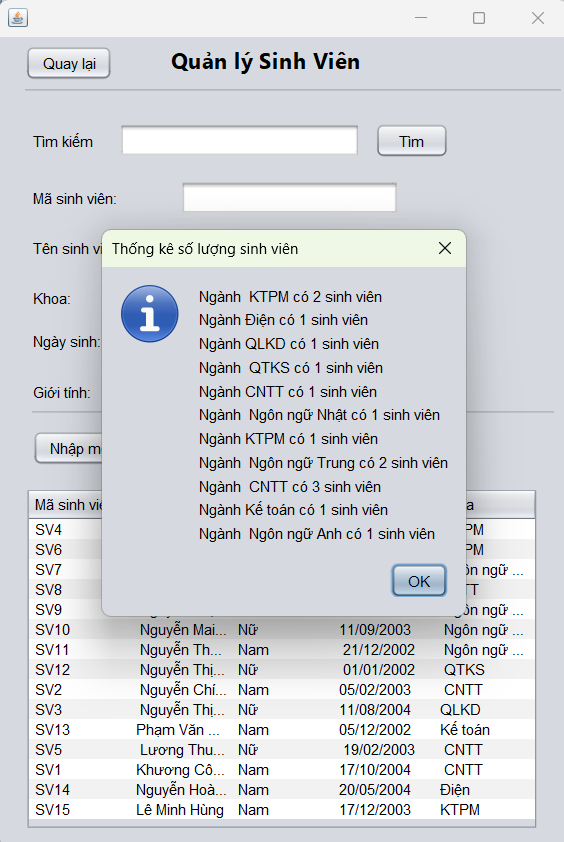 Quay lại
Quản lý Sinh Viên
Tìm kiếm
Tìm
Mã sinh viên:
Thống kê số lượng sinh viên
Tên sinh
Ngành  KTPM có 2 sinh viên
Khoa:
Ngành Điện có 1 sinh viên
Ngày sinh:
Ngành QLKD có 1 sinh viên
Ngành  QTKS có 1 sinh viên
Giới tính:
Ngành CNTT có 1 sinh viên
Ngành  Ngôn ngữ Nhật có 1 sinh viên
Nhập
Ngành KTPM có 1 sinh viên
Ngành  Ngôn ngữ Trung có 2 sinh viên
Ngành  CNTT có 3 sinh viên
Ngành Kế toán có 1 sinh viên
Ngành  Ngôn ngữ Anh có 1 sinh viên
OK
Mã sinh
SV4
SV6
SV7 ngữ ...
SV8
SV9 ngữ ...
SV10 Nguyễn Mai... Nữ 11/09/2003 Ngôn ngữ ...
SV11 Nguyễn Th... Nam 21/12/2002 Ngôn ngữ ...
SV12 Nguyễn Thị... Nữ 01/01/2002 QTKS
SV2 Nguyễn Chí... Nam 05/02/2003 CNTT
SV3 Nguyễn Thị... Nữ 11/08/2004 QLKD
SV13 Phạm Văn ... Nam 05/12/2002 Kế toán
SV5 Lương Thu... Nữ 19/02/2003 CNTT
SV1 Khương Cô... Nam 17/10/2004 CNTT
SV14 Nguyễn Hoà... Nam 20/05/2004 Điện
SV15 Lê Minh Hùng Nam 17/12/2003 KTPM